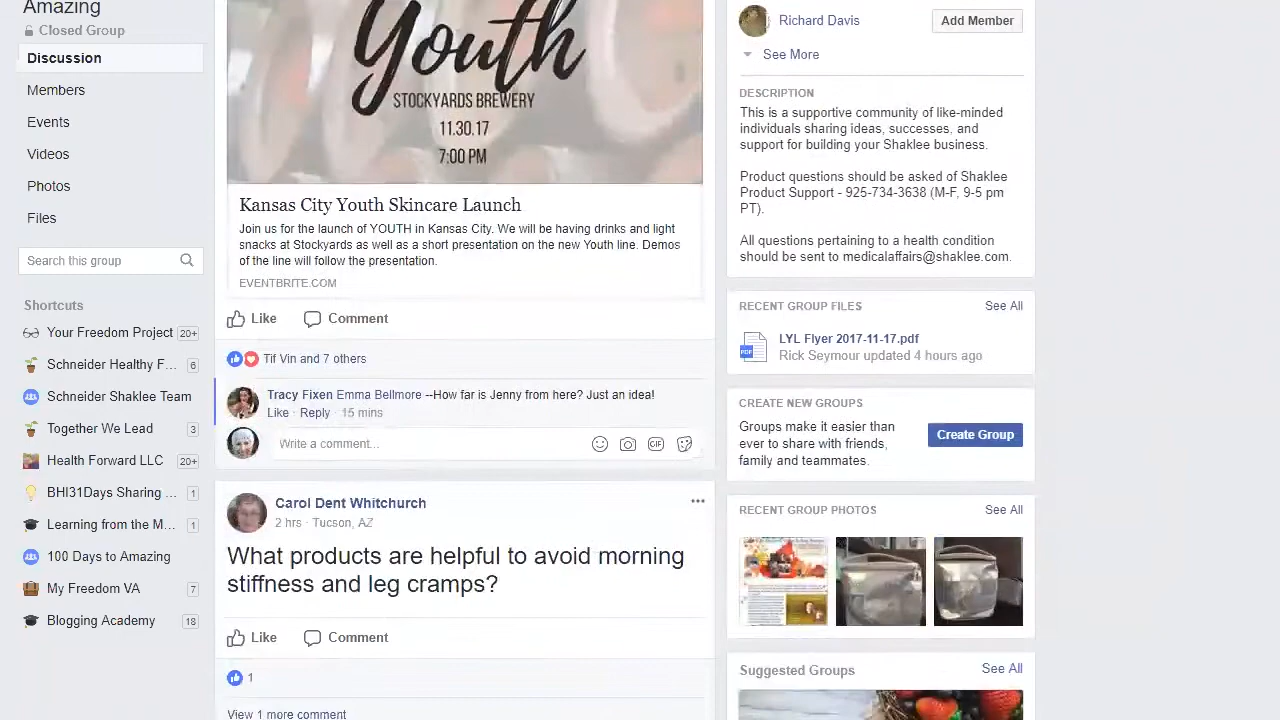 Amazing
Closed Group
Discussion
Members
Events
Videos
Photos
Files
Search this group
Shortcuts
Your Freedom Project 20+
Schneider Healthy F... 6
Schneider Shaklee Team
Together We Lead 3
Health Forward LLC 20+
BHI31Days Sharing ... 1
Learning from the M... 1
100 Days to Amazing
VA 7
Academy 18
Youth
STOCKYARDS BREWERY
11.30.17
7:00 PM
Kansas City Youth Skincare Launch
Join us for the launch of YOUTH in Kansas City. We will be having drinks and light
snacks at Stockyards as well as a short presentation on the new Youth line. Demos
of the line will follow the presentation.
EVENTBRITE.COM
Like Comment
Tif Vin and 7 others
Tracy Fixen Emma Bellmore --How far is Jenny from here? Just an idea!
Like · Reply · 15 mins
Write a comment...
GIF
Carol Dent Whitchurch
2 hrs · Tucson, AZ
What products are helpful to avoid morning
stiffness and leg cramps?
Like Comment
1
View 1 more comment
Richard Davis Add Member
See More
DESCRIPTION
This is a supportive community of like-minded
individuals sharing ideas, successes, and
support for building your Shaklee business.
Product questions should be asked of Shaklee
Product Support - 925-734-3638 (M-F, 9-5 pm
PT).
All questions pertaining to a health condition
should be sent to medicalaffairs@shaklee.com.
RECENT GROUP FILES See All
PDF
LYL Flyer 2017-11-17.pdf
Rick Seymour updated 4 hours ago
CREATE NEW GROUPS
Groups make it easier than
ever to share with friends,
family and teammates.
Create Group
RECENT GROUP PHOTOS See All
Suggested Groups See All